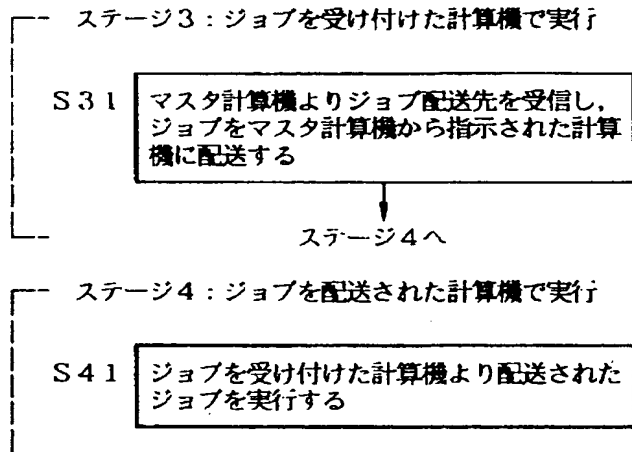 ステージ3：ジョブを受け付けた計算機で実行
S31
マスタ計算機よりジョブ配送先を受信し，
ジョブをマスタ計算機から指示された計算
機に配送する
ステージ4へ
ステージ4：ジョブを配送された計算機で実行
S41
ジョブを受け付けた計算機より配送された
ジョブを実行する